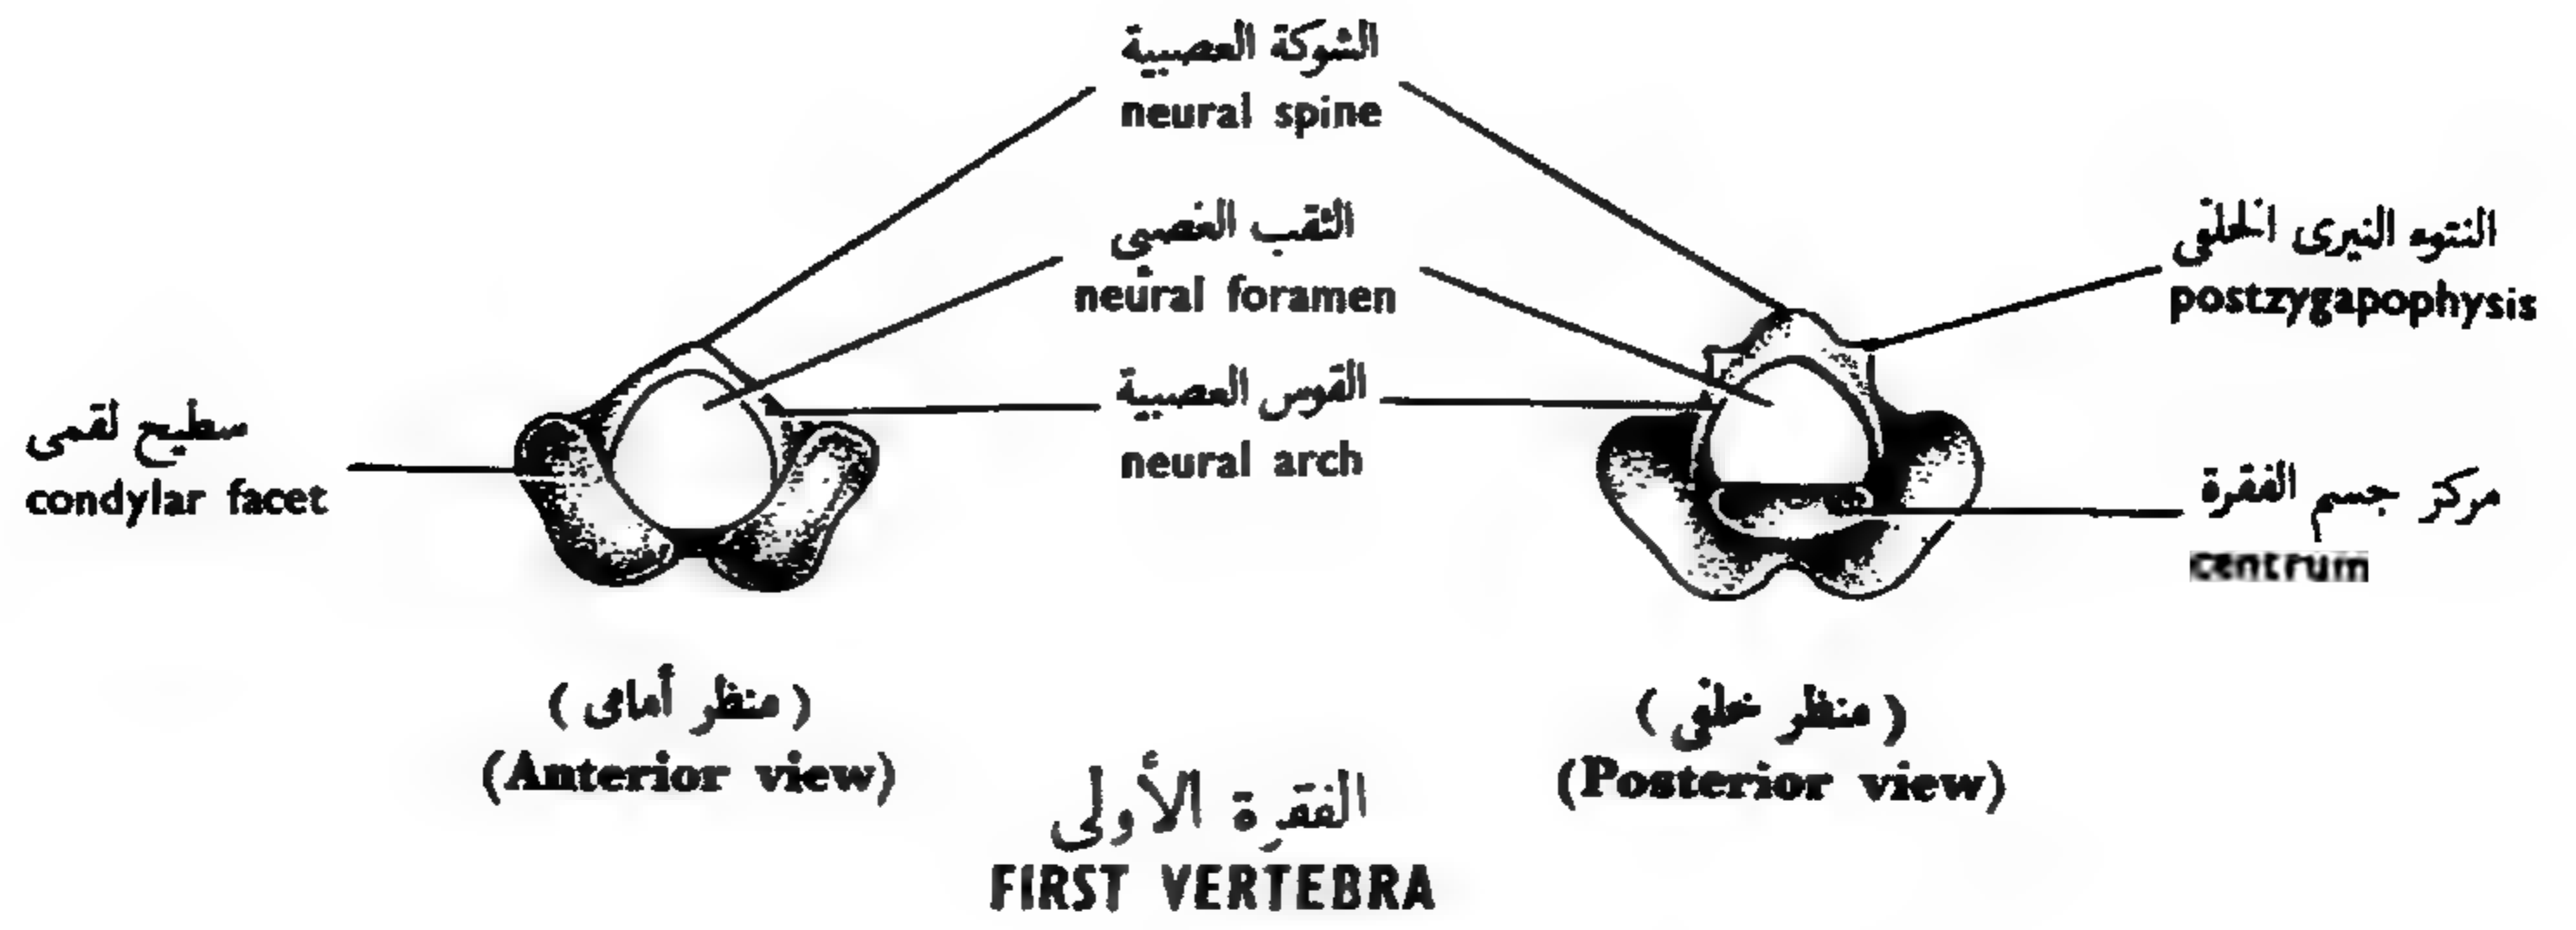 الشوكة العصبية
neural spine
الثقب العصبى
neural foramen
النتوء النيرى الخلفى
postzygapophysis
القوس العصبية
neural arch
سطيح لقمى
condylar facet
مركز جسم الفقرة
centrum
(منظر أمامى)
(Anterior view)
(منظر خلفى)
(Posterior view)
الفقرة الأولى
FIRST VERTEBRA